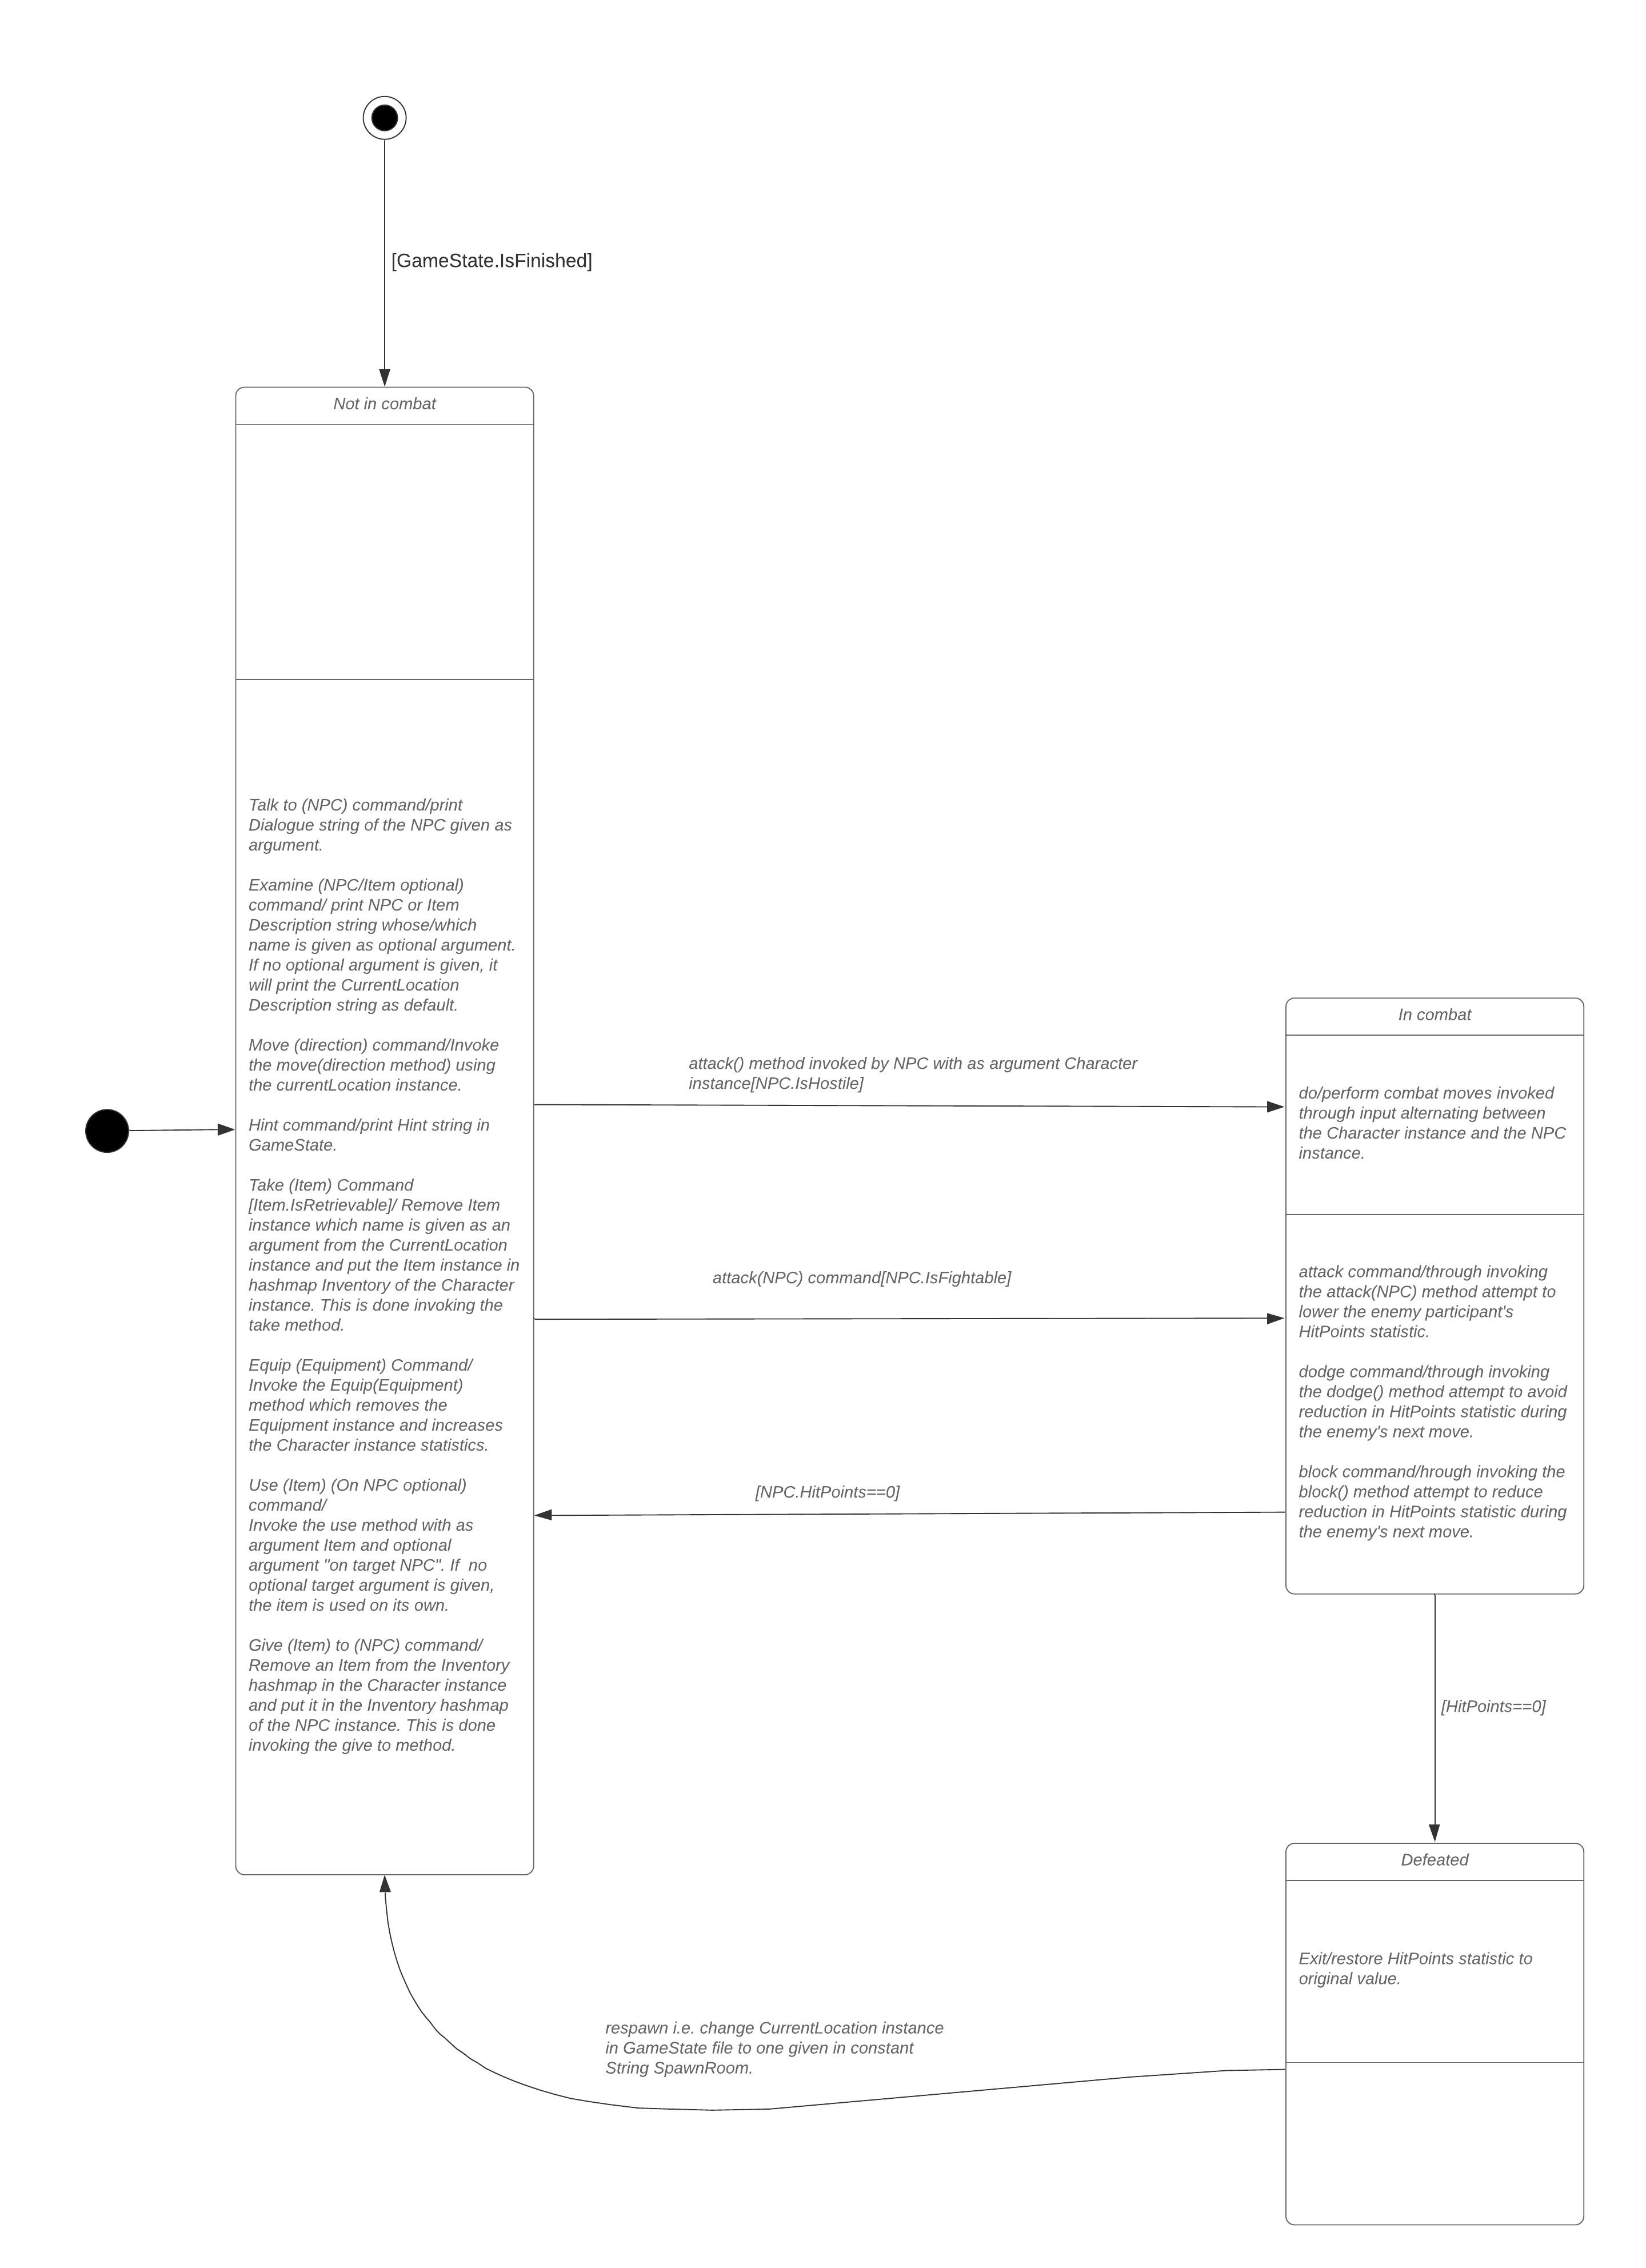 [GameState.IsFinished]
Not in combat
Talk to (NPC) command/print
Dialogue string of the NPC given as
argument.
Examine (NPC/Item optional)
command/ print NPC or Item
Description string whose/which
name is given as optional argument.
If no optional argument is given, it
will print the CurrentLocation
Description string as default.
Move (direction) command/Invoke
the move(direction method) using
the currentLocation instance.
Hint command/print Hint string in
GameState.
Take (Item) Command
[Item.IsRetrievable]/ Remove Item
instance which name is given as an
argument from the CurrentLocation
instance and put the Item instance in
hashmap Inventory of the Character
instance. This is done invoking the
take method.
Equip (Equipment) Command/
Invoke the Equip(Equipment)
method which removes the
Equipment instance and increases
the Character instance statistics.
Use (Item) (On NPC optional)
command/
Invoke the use method with as
argument Item and optional
argument "on target NPC". If  no
optional target argument is given,
the item is used on its own.
Give (Item) to (NPC) command/
Remove an Item from the Inventory
hashmap in the Character instance
and put it in the Inventory hashmap
of the NPC instance. This is done
invoking the give to method.
attack() method invoked by NPC with as argument Character
instance[NPC.IsHostile]
attack(NPC) command[NPC.IsFightable]
[NPC.HitPoints==0]
In combat
do/perform combat moves invoked
through input alternating between
the Character instance and the NPC
instance.
attack command/through invoking
the attack(NPC) method attempt to
lower the enemy participant's
HitPoints statistic.
dodge command/through invoking
the dodge() method attempt to avoid
reduction in HitPoints statistic during
the enemy's next move.
block command/hrough invoking the
block() method attempt to reduce
reduction in HitPoints statistic during
the enemy's next move.
[HitPoints==0]
Defeated
Exit/restore HitPoints statistic to
original value.
respawn i.e. change CurrentLocation instance
in GameState file to one given in constant
String SpawnRoom.